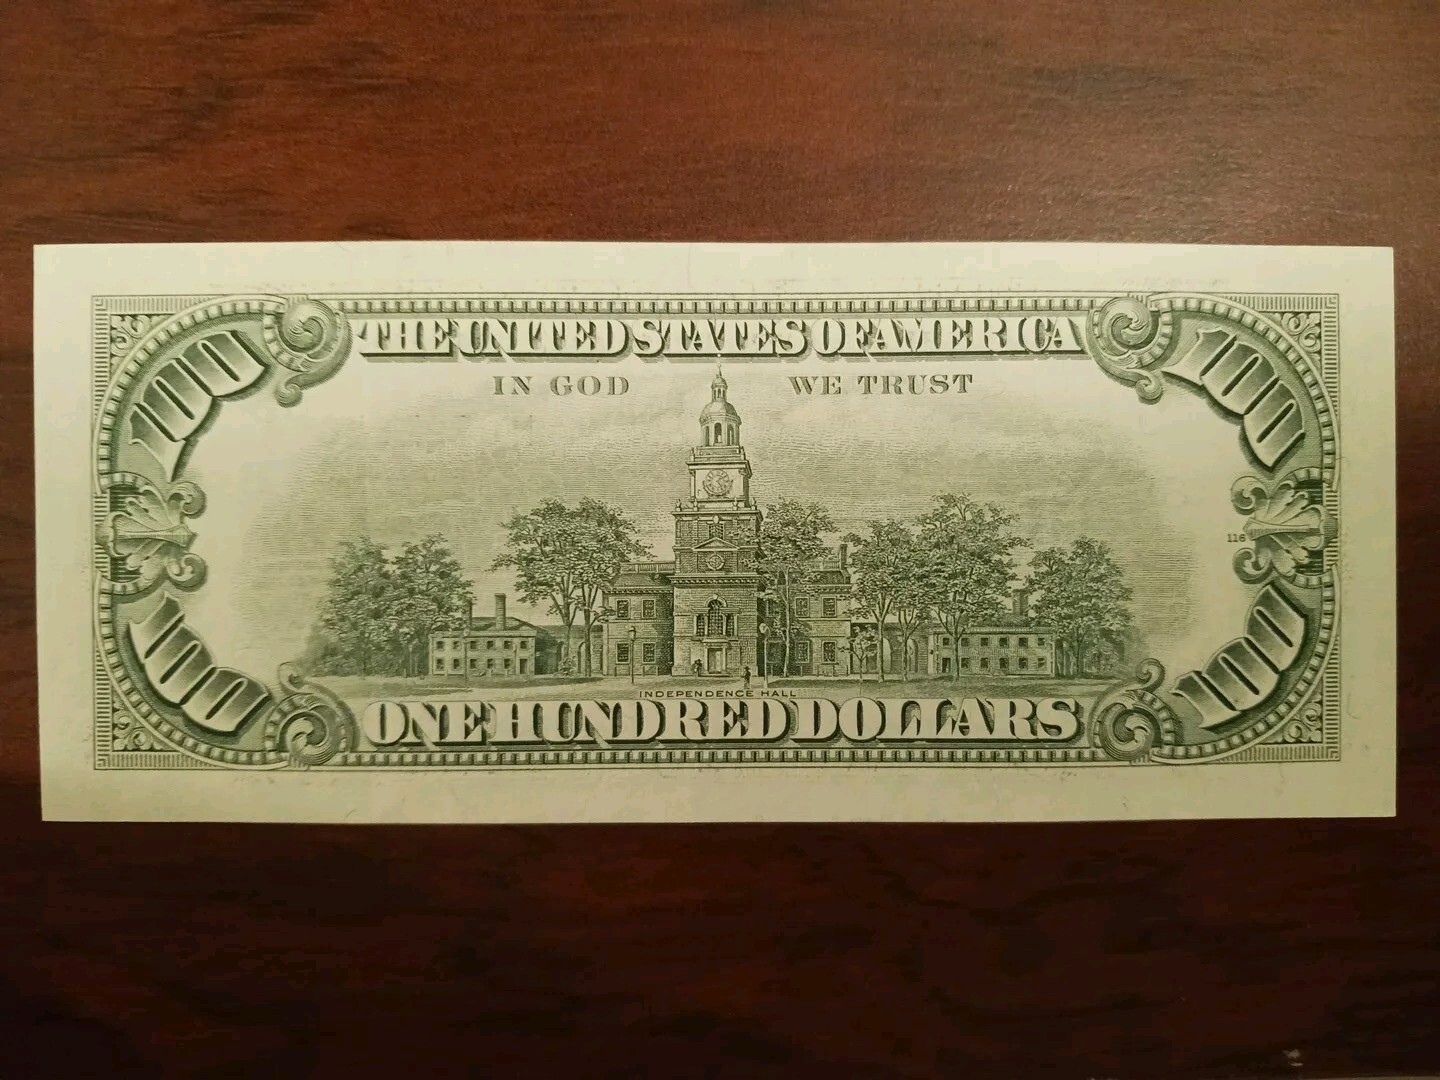 THE UNITED STATES OF AMERICA
100
100
IN GOD WE TRUST
116
INDEPENDENCE HALL
100
100
ONE HUNDRED DOLLARS